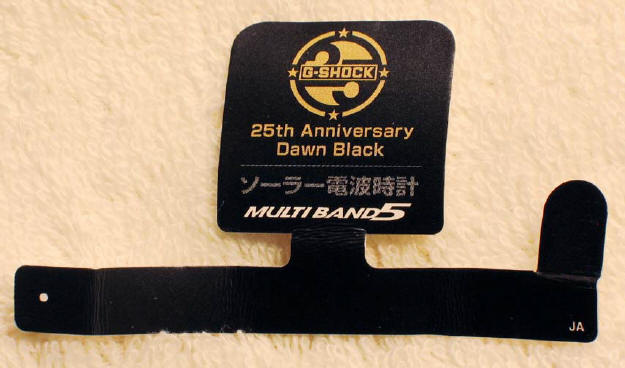 G-SHOCK
25th Anniversary
Dawn Black
ソーラー電波時計
MULTI BAND 5
JA